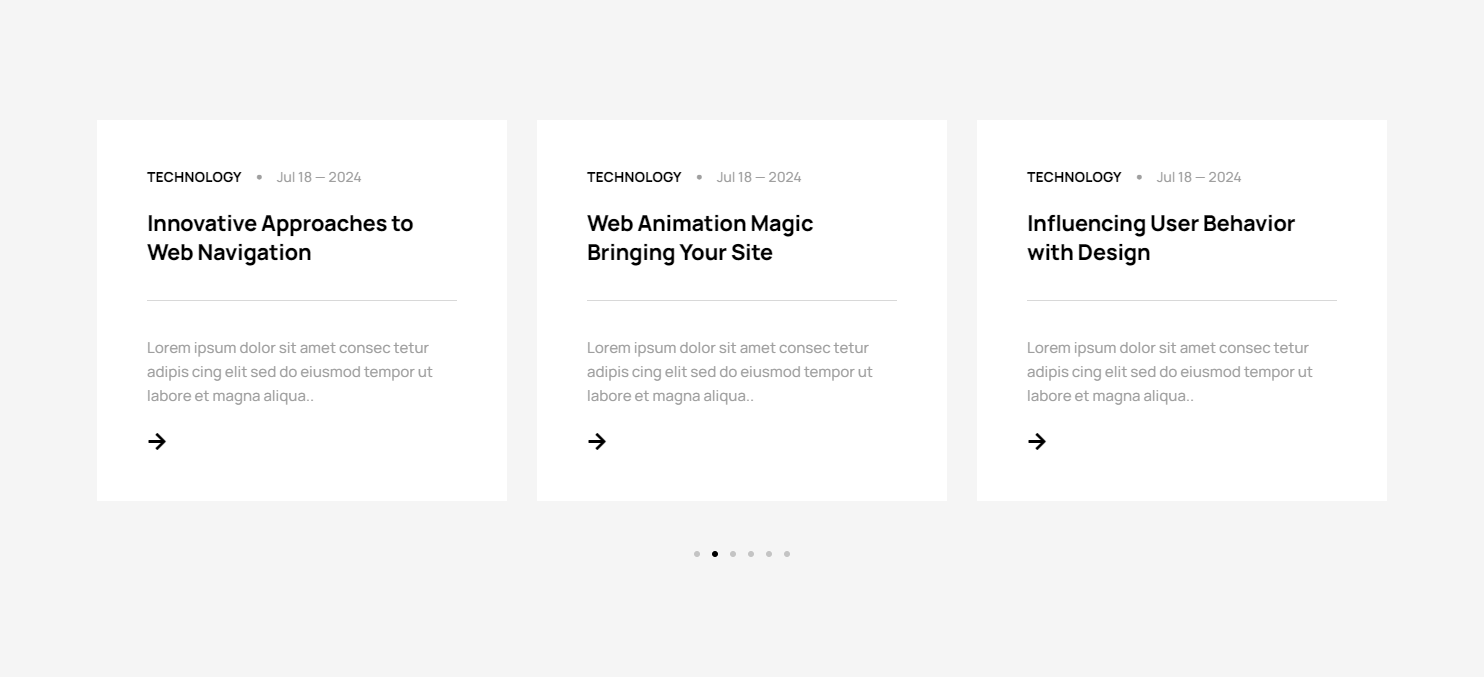 TECHNOLOGY • Jul 18 — 2024
Innovative Approaches to
Web Navigation
Lorem ipsum dolor sit amet consec tetur
adipis cing elit sed do eiusmod tempor ut
labore et magna aliqua..
TECHNOLOGY • Jul 18 — 2024
Web Animation Magic
Bringing Your Site
Lorem ipsum dolor sit amet consec tetur
adipis cing elit sed do eiusmod tempor ut
labore et magna aliqua..
TECHNOLOGY • Jul 18 — 2024
Influencing User Behavior
with Design
Lorem ipsum dolor sit amet consec tetur
adipis cing elit sed do eiusmod tempor ut
labore et magna aliqua..